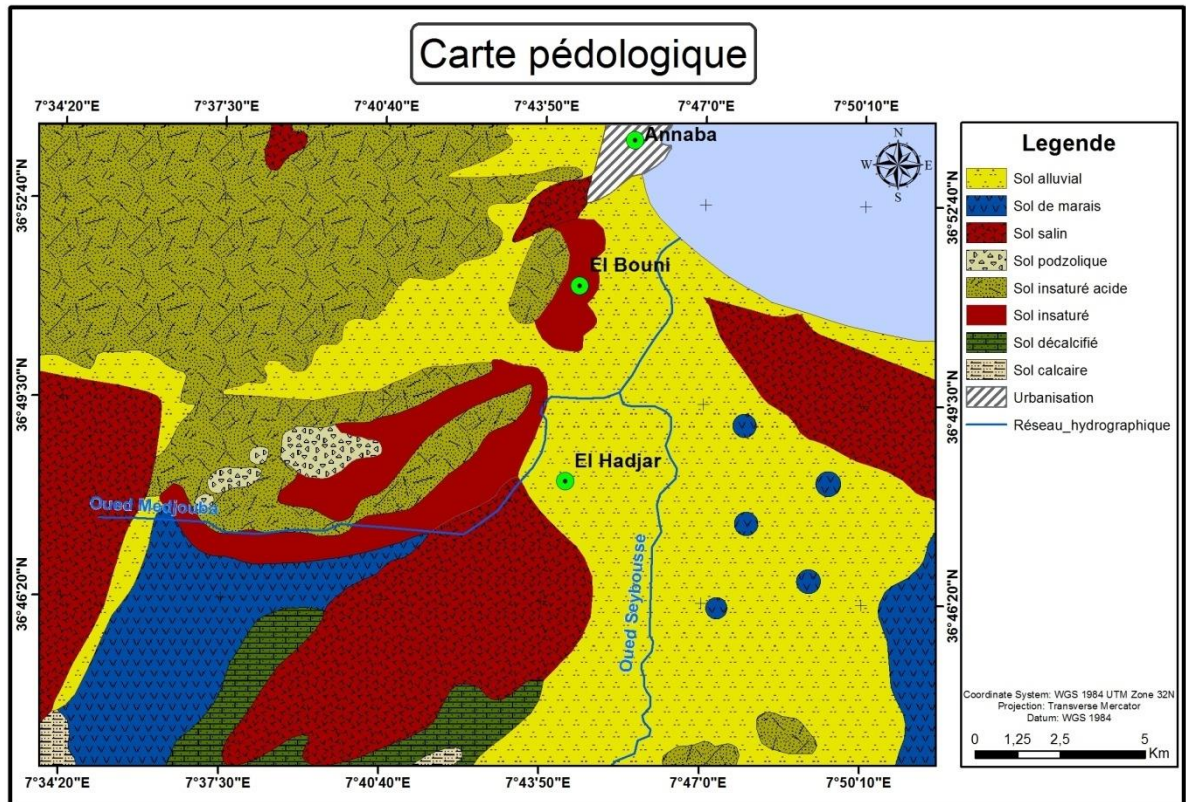 Carte pédologique
7°34'20"E 7°37'30"E 7°40'40"E 7°43'50"E 7°47'0"E 7°50'10"E
Annaba
N
W E
S
36°52'40"N
36°52'40"N
El Bouni
36°49'30"N
36°49'30"N
El Hadjar
Oued Medjouba
Oued Seybousse
36°46'20"N
36°46'20"N
7°34'20"E 7°37'30"E 7°40'40"E 7°43'50"E 7°47'0"E 7°50'10"E
Legende
Sol alluvial
Sol de marais
Sol salin
Sol podzolique
Sol insaturé acide
Sol insaturé
Sol décalcifié
Sol calcaire
Urbanisation
Réseau_hydrographique
Coordinate System: WGS 1984 UTM Zone 32N
Projection: Transverse Mercator
Datum: WGS 1984
0 1,25 2,5 5
Km